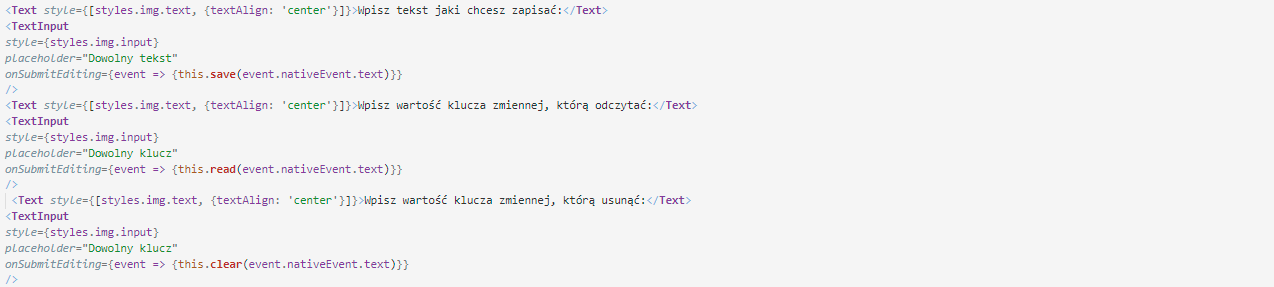 <Text style={[styles.img.text, {textAlign: 'center'}]}>Wpisz tekst jaki chcesz zapisać:</Text>
<TextInput
style={styles.img.input}
placeholder="Dowolny tekst"
onSubmitEditing={event => {this.save(event.nativeEvent.text)}}
/>
<Text style={[styles.img.text, {textAlign: 'center'}]}>Wpisz wartość klucza zmiennej, którą odczytać:</Text>
<TextInput
style={styles.img.input}
placeholder="Dowolny klucz"
onSubmitEditing={event => {this.read(event.nativeEvent.text)}}
/>
<Text style={[styles.img.text, {textAlign: 'center'}]}>Wpisz wartość klucza zmiennej, którą usunąć:</Text>
<TextInput
style={styles.img.input}
placeholder="Dowolny klucz"
onSubmitEditing={event => {this.clear(event.nativeEvent.text)}}
/>